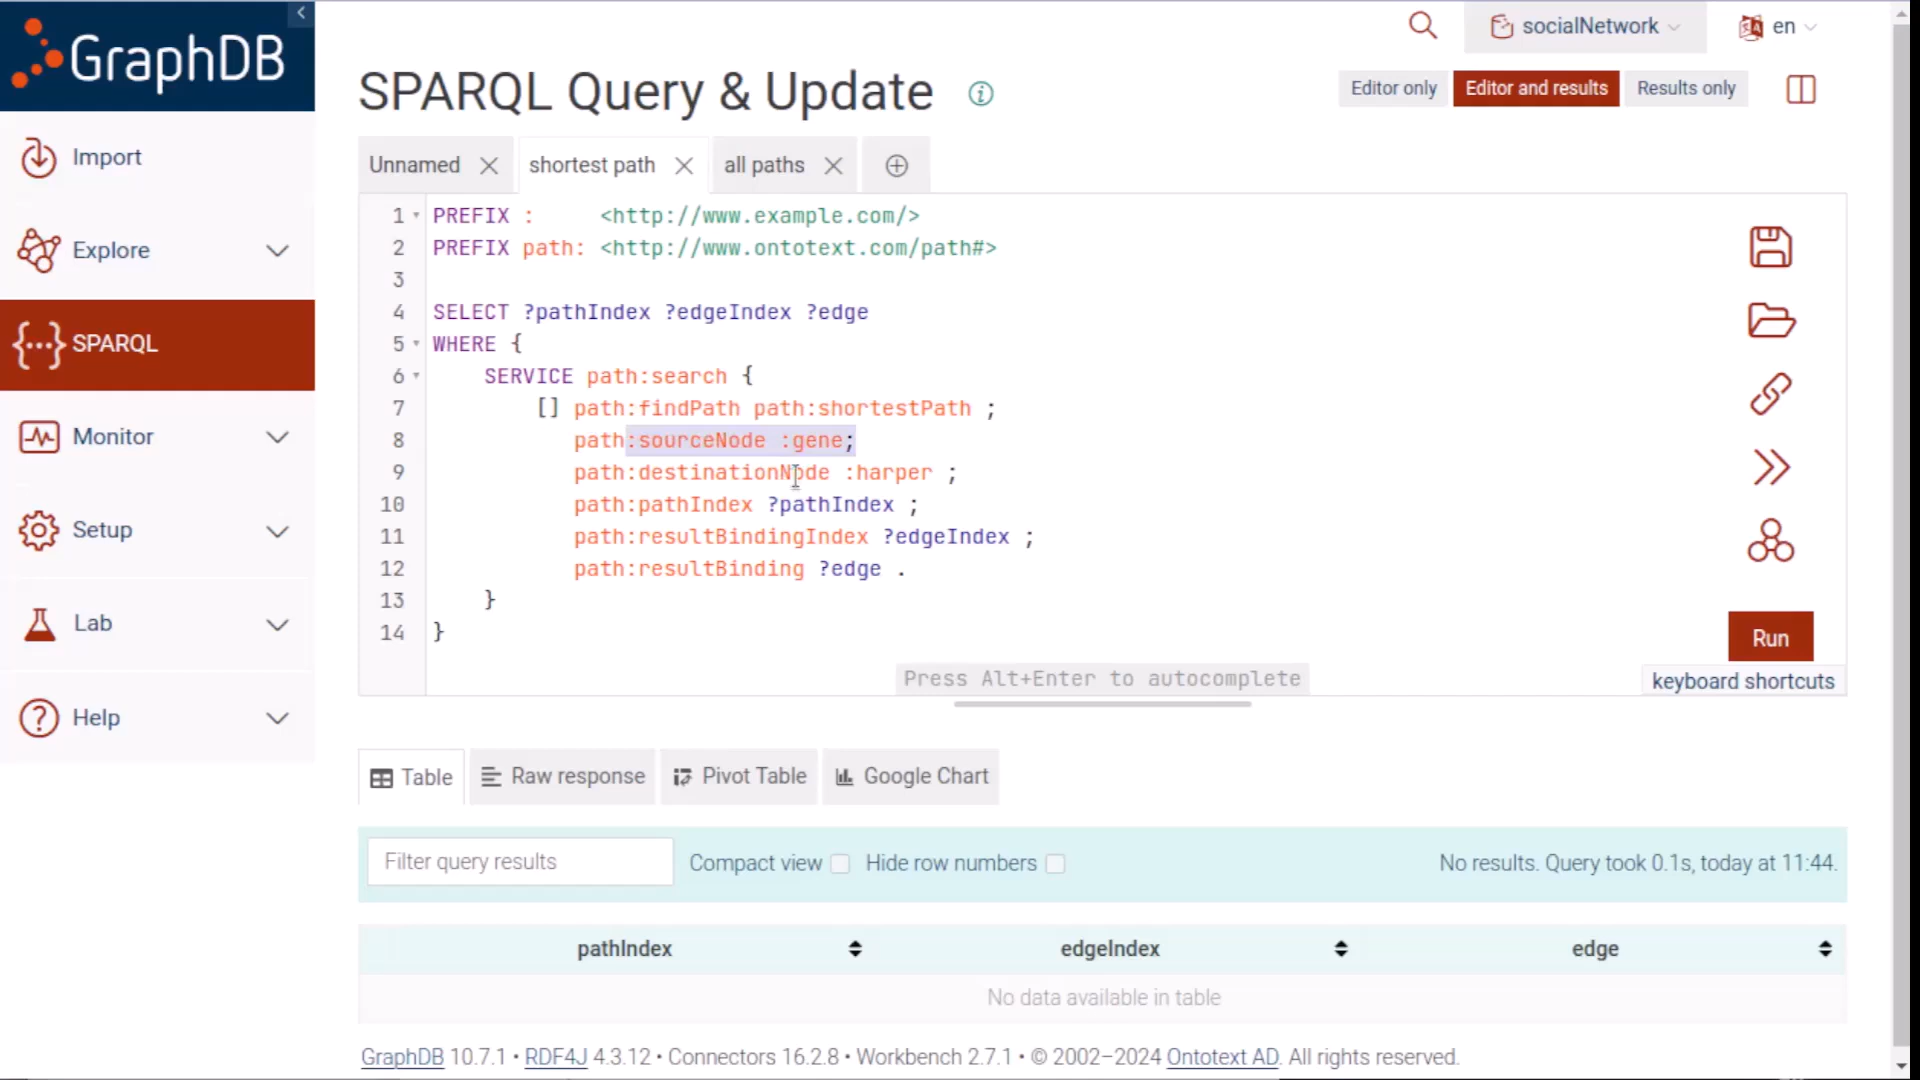 GraphDB
socialNetwork
en
SPARQL Query & Update
Editor only
Editor and results
Results only
Import
Explore
SPARQL
Monitor
Setup
Lab
Help
Unnamed
shortest path
all paths
1 PREFIX :     <http://www.example.com/>
2 PREFIX path: <http://www.ontotext.com/path#>
3
4 SELECT ?pathIndex ?edgeIndex ?edge
5 WHERE {
6     SERVICE path:search {
7         [] path:findPath path:shortestPath ;
8            path:sourceNode :gene;
9            path:destinationNode :harper ;
10            path:pathIndex ?pathIndex ;
11            path:resultBindingIndex ?edgeIndex ;
12            path:resultBinding ?edge .
13     }
14 }
Run
Press Alt+Enter to autocomplete
keyboard shortcuts
Table
Raw response
Pivot Table
Google Chart
Filter query results
Compact view
Hide row numbers
No results. Query took 0.1s, today at 11:44.
pathIndex
edgeIndex
edge
No data available in table
GraphDB 10.7.1 • RDF4J 4.3.12 • Connectors 16.2.8 • Workbench 2.7.1 • © 2002–2024 Ontotext AD. All rights reserved.